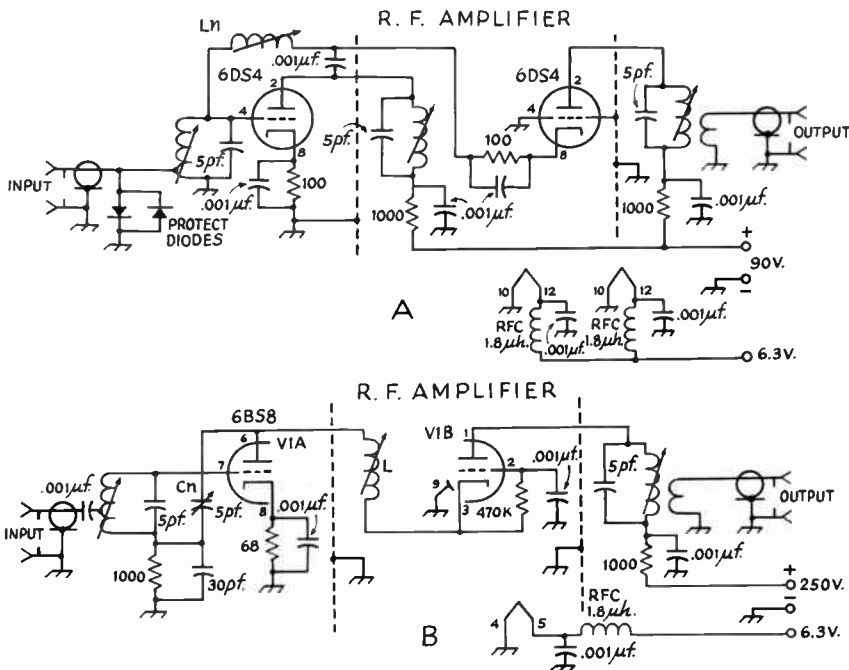 R.F. AMPLIFIER
Ln
.001µf.
6DS4
2
4
8
5pf.
100
.001µf.
INPUT
PROTECT
DIODES
5pf.
1000
.001µf.
100
6DS4
2
4
8
5pf.
1000
.001µf.
OUTPUT
+
90V.
−
A
10
12
RFC
1.8µh.
.001µf.
10
12
RFC
1.8µh.
.001µf.
6.3V.
R.F. AMPLIFIER
6BS8
6
V1A
7
8
.001µf.
INPUT
5pf.
Cn
5pf.
1000
30pf.
68
.001µf.
L
V1B
1
2
9
3
470K
.001µf.
5pf.
1000
.001µf.
OUTPUT
+
250V.
−
B
4
5
RFC
1.8µh.
.001µf.
6.3V.